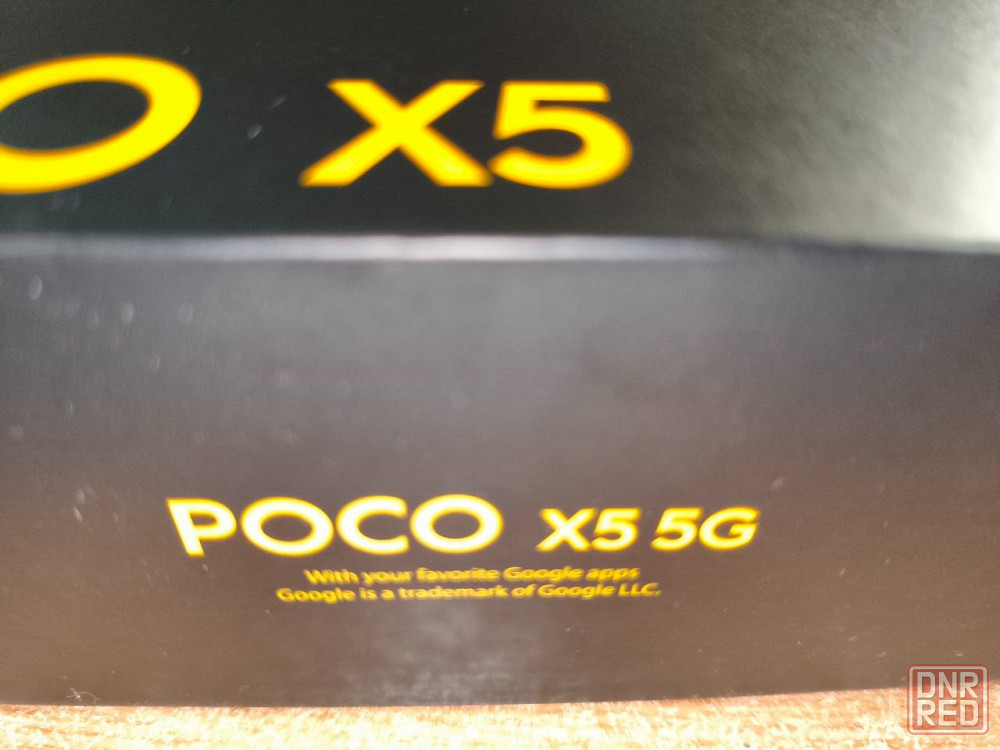 O X5
POCO X5 5G
With your favorite Google apps
Google is a trademark of Google LLC.
DNR
RED